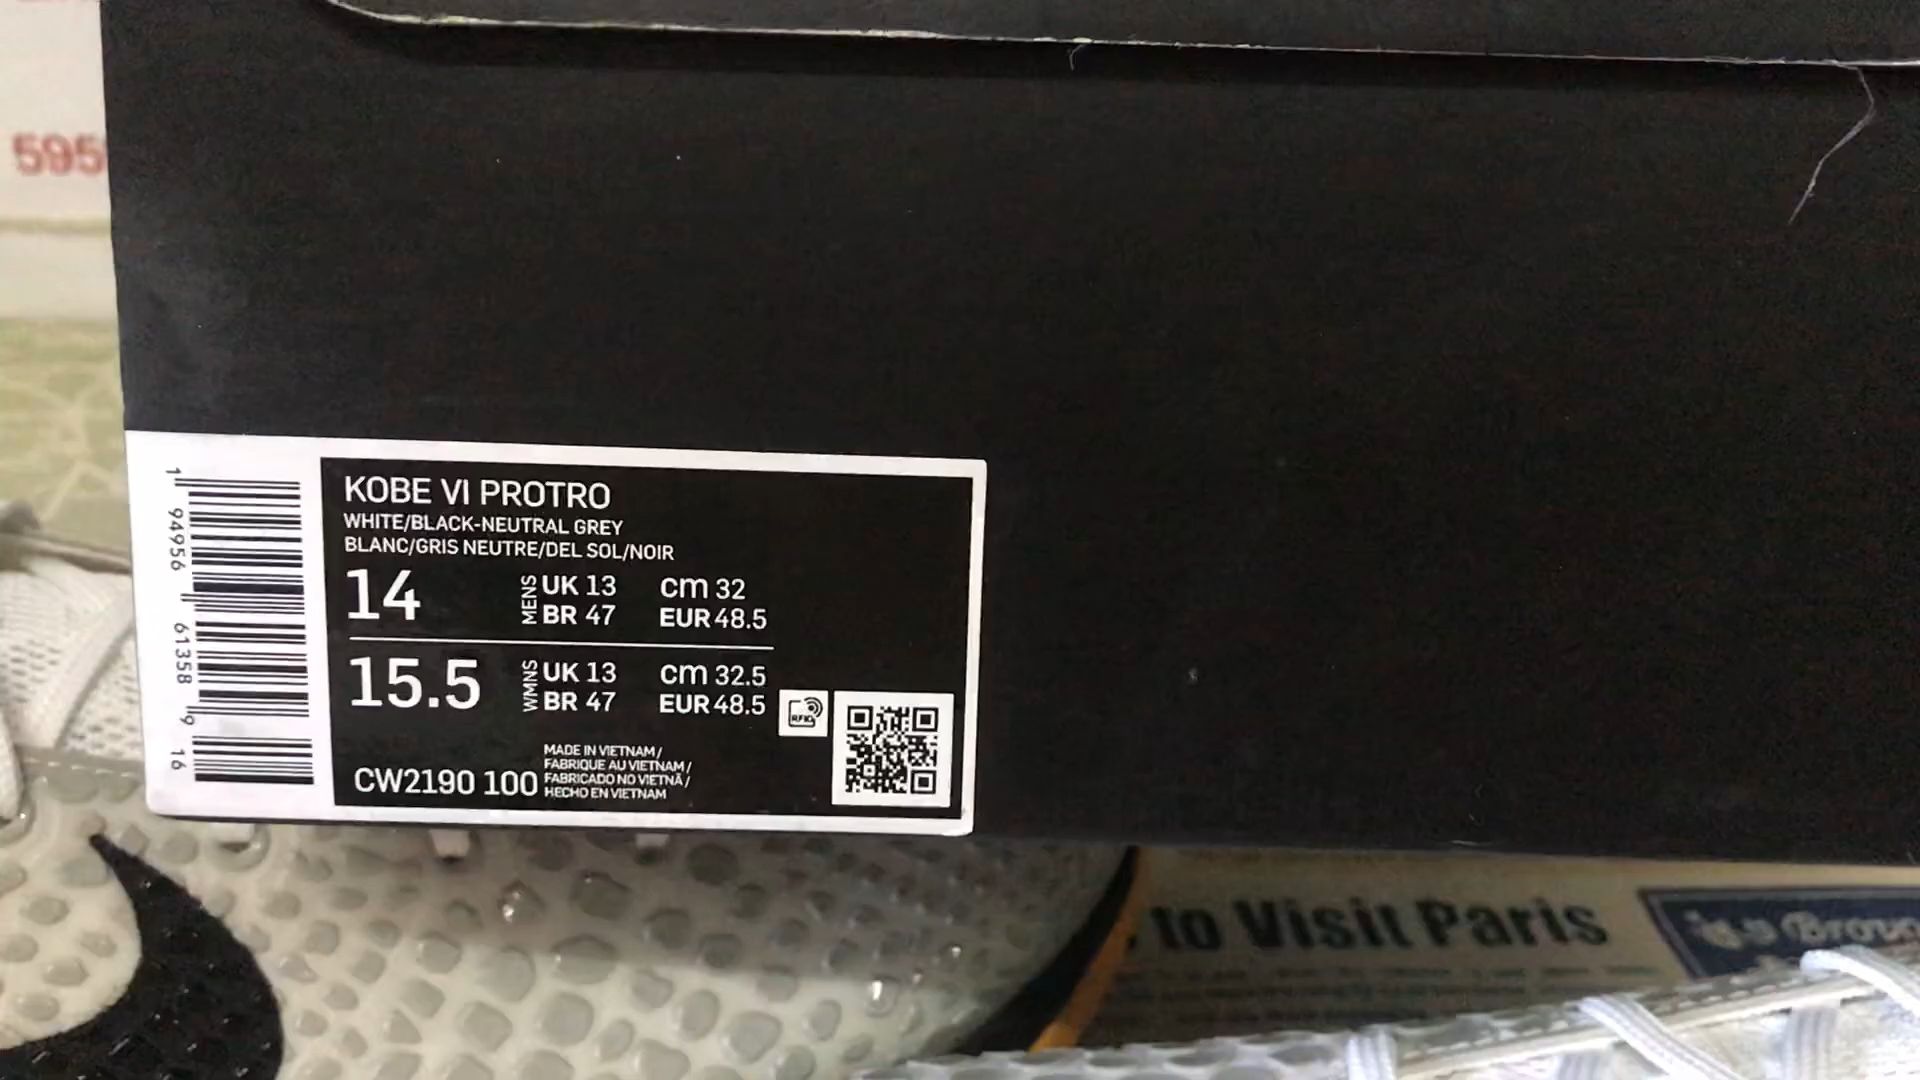 595
KOBE VI PROTRO
WHITE/BLACK-NEUTRAL GREY
BLANC/GRIS NEUTRE/DEL SOL/NOIR
14 MENS UK 13 cm 32
BR 47 EUR 48.5
15.5 WMNS UK 13 cm 32.5
BR 47 EUR 48.5
RFID
CW2190 100
MADE IN VIETNAM /
FABRIQUE AU VIETNAM /
FABRICADO NO VIETNÃ /
HECHO EN VIETNAM
1 94956 61358 9 16
to Visit Paris